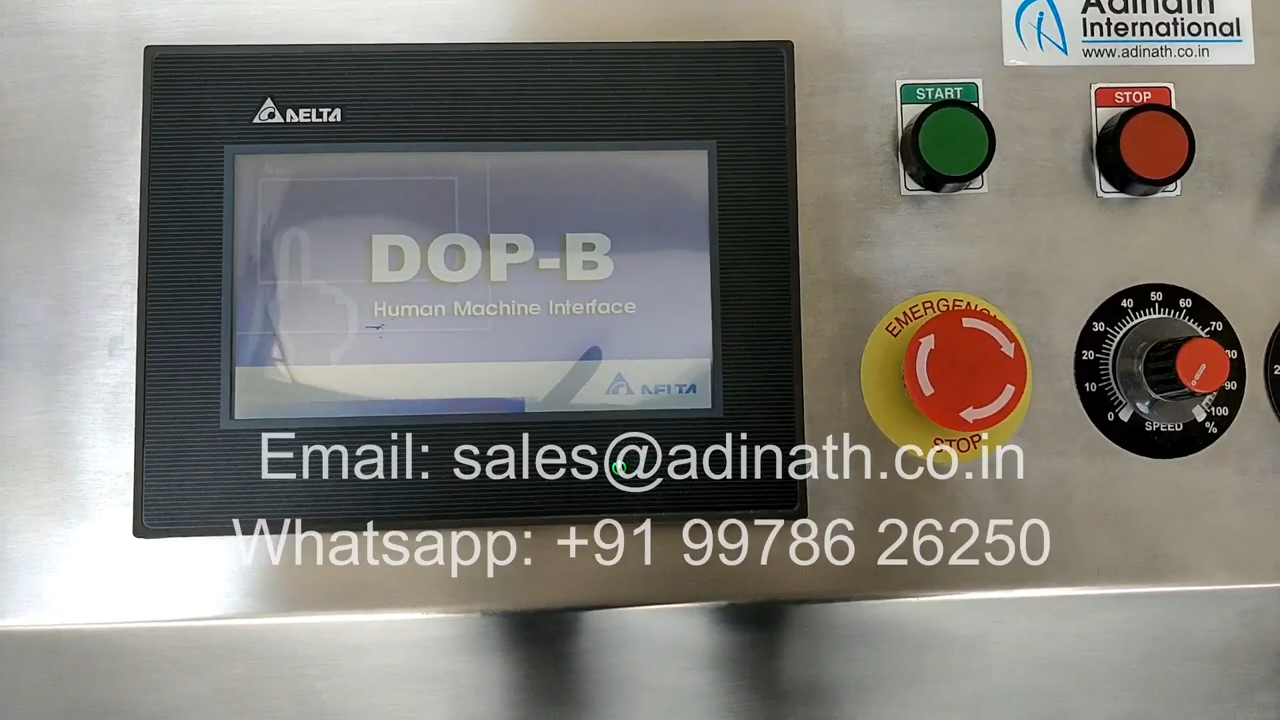 Adinath
International
www.adinath.co.in
DELTA
START
STOP
DOP-B
Human Machine Interface
DELTA
EMERGENCY
STOP
0
10
20
30
40
50
60
70
80
90
100
SPEED
%
Email: sales@adinath.co.in
Whatsapp: +91 99786 26250